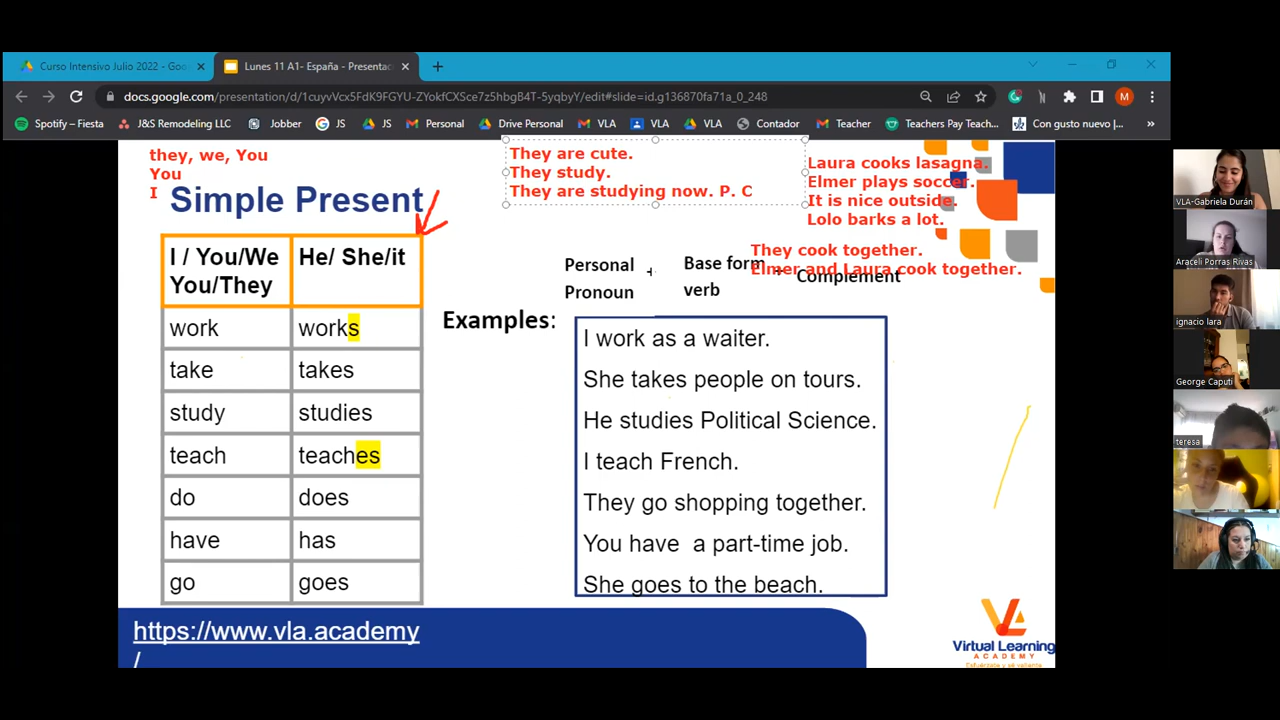 Curso Intensivo Julio 2022 - Goo
Lunes 11 A1- España - Presentac
docs.google.com/presentation/d/1cuyvVcx5FdK9FGYU-ZYokfCXSce7z5hbgB4T-5yqbyY/edit#slide=id.g136870fa71a_0_248
M
Spotify – Fiesta
J&S Remodeling LLC
Jobber
JS
JS
Personal
Drive Personal
VLA
VLA
VLA
Contador
Teacher
Teachers Pay Teach...
Con gusto nuevo |...
»
they, we, You
You
I
Simple Present
They are cute.
They study.
They are studying now. P. C
Laura cooks lasagna.
Elmer plays soccer.
It is nice outside.
Lolo barks a lot.
They cook together.
Elmer and Laura cook together.
Personal
Pronoun
+
Base form
verb
+
Complement
I / You/We He/ She/it
You/They
work works
take takes
study studies
teach teaches
do does
have has
go goes
Examples:
I work as a waiter.
She takes people on tours.
He studies Political Science.
I teach French.
They go shopping together.
You have a part-time job.
She goes to the beach.
https://www.vla.academy
/
Virtual Learning
ACADEMY
Esfuérzate y sé valiente
VLA-Gabriela Durán
Araceli Porras Rivas
ignacio lara
George Caputi
teresa